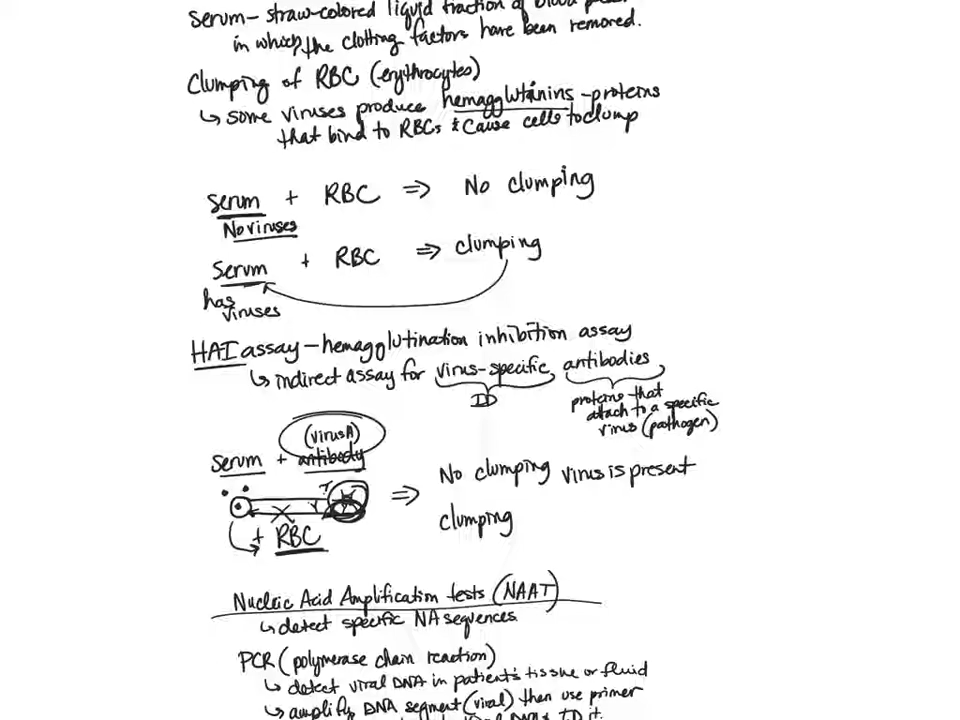 Serum - straw-colored liquid fraction of blood
in which the clotting factors have been removed.
Clumping of RBC (erythrocytes)
↳ some viruses produce hemagglutanins - proteins
that bind to RBCs & cause cells to clump
Serum + RBC ⇒ No clumping
No viruses
Serum + RBC ⇒ clumping
has
viruses
HAI assay - hemagglutination inhibition assay
↳ indirect assay for virus-specific antibodies
ID
proteins that
attach to a specific
virus (pathogen)
(virus A)
Serum + antibody
⇒ No clumping virus is present
clumping
+ RBC
Nucleic Acid Amplification tests (NAAT)
↳ detect specific NA sequences.
PCR (polymerase chain reaction)
↳ detect viral DNA in patient's tissue or fluid
↳ amplify DNA segment (viral) then use primer
DNA & ID it.